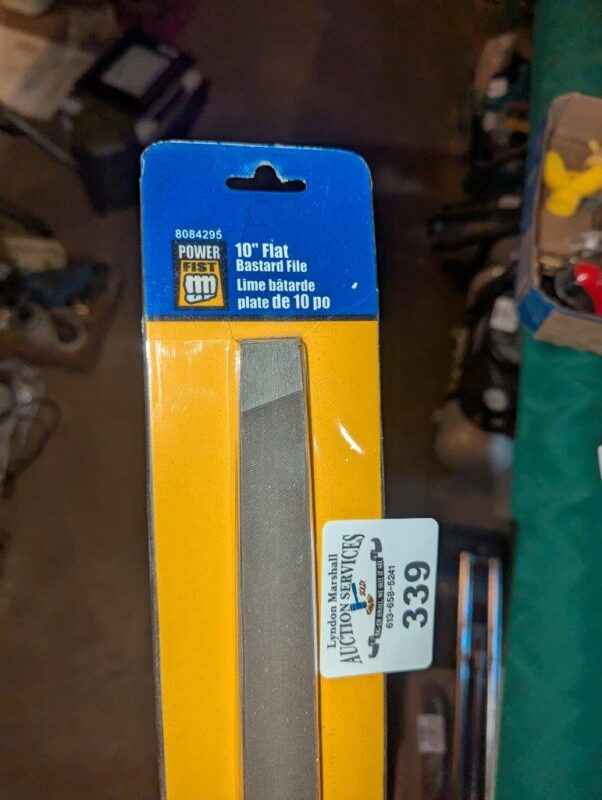 8084295
POWER
FIST
10" Flat
Bastard File
Lime bâtarde
plate de 10 po
Lyndon Marshall
AUCTION SERVICES
SOLD
613-658-5241
339